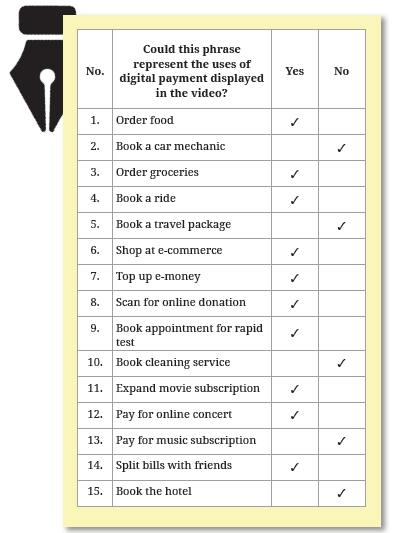 No. Could this phrase represent the uses of digital payment displayed in the video? Yes No
1. Order food ✓
2. Book a car mechanic ✓
3. Order groceries ✓
4. Book a ride ✓
5. Book a travel package ✓
6. Shop at e-commerce ✓
7. Top up e-money ✓
8. Scan for online donation ✓
9. Book appointment for rapid test ✓
10. Book cleaning service ✓
11. Expand movie subscription ✓
12. Pay for online concert ✓
13. Pay for music subscription ✓
14. Split bills with friends ✓
15. Book the hotel ✓